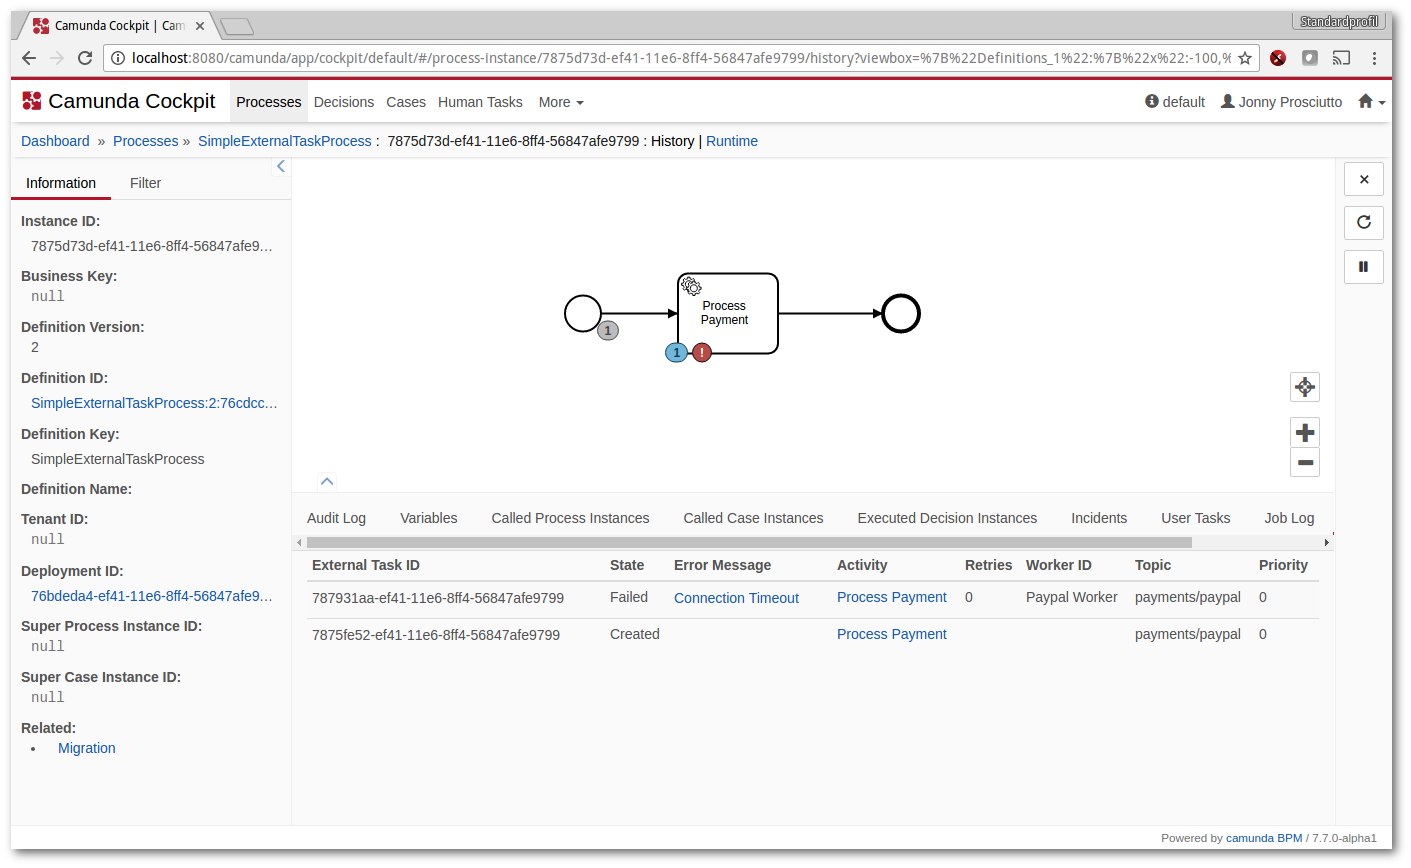 Camunda Cockpit | Cam
Standardprofil
localhost:8080/camunda/app/cockpit/default/#/process-instance/7875d73d-ef41-11e6-8ff4-56847afe9799/history?viewbox=%7B%22Definitions_1%22:%7B%22x%22:-100,%
Camunda Cockpit Processes Decisions Cases Human Tasks More default Jonny Prosciutto
Dashboard » Processes » SimpleExternalTaskProcess : 7875d73d-ef41-11e6-8ff4-56847afe9799 : History | Runtime
Information Filter
Instance ID:
7875d73d-ef41-11e6-8ff4-56847afe9...
Business Key:
null
Definition Version:
2
Definition ID:
SimpleExternalTaskProcess:2:76cdcc...
Definition Key:
SimpleExternalTaskProcess
Definition Name:
Tenant ID:
null
Deployment ID:
76bdeda4-ef41-11e6-8ff4-56847afe9...
Super Process Instance ID:
null
Super Case Instance ID:
null
Related:
• Migration
Process
Payment
1
1 !
Audit Log Variables Called Process Instances Called Case Instances Executed Decision Instances Incidents User Tasks Job Log
External Task ID State Error Message Activity Retries Worker ID Topic Priority
787931aa-ef41-11e6-8ff4-56847afe9799 Failed Connection Timeout Process Payment 0 Paypal Worker payments/paypal 0
7875fe52-ef41-11e6-8ff4-56847afe9799 Created Process Payment payments/paypal 0
Powered by camunda BPM / 7.7.0-alpha1